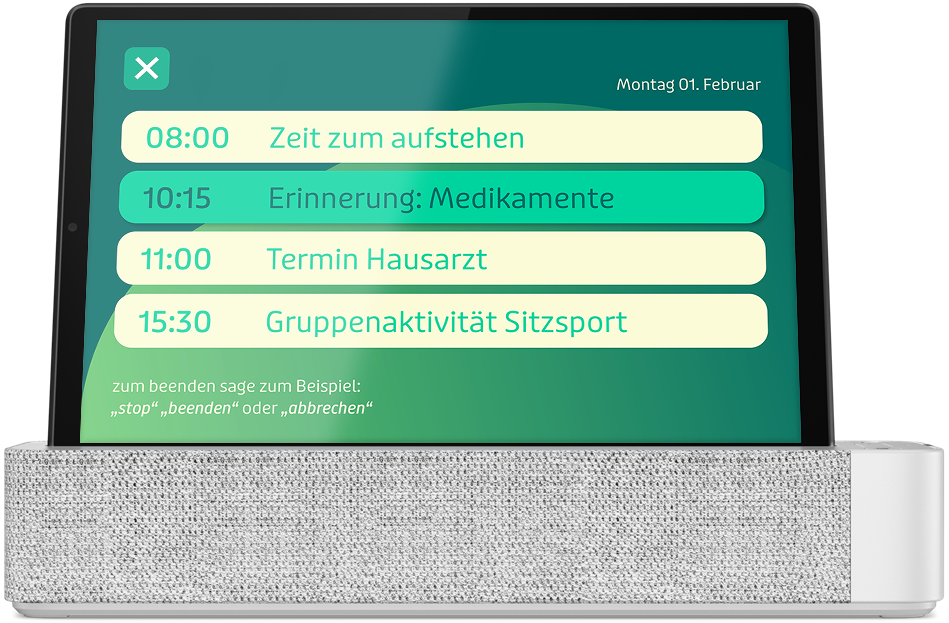 Montag 01. Februar
08:00 Zeit zum aufstehen
10:15 Erinnerung: Medikamente
11:00 Termin Hausarzt
15:30 Gruppenaktivität Sitzsport
zum beenden sage zum Beispiel:
„stop“ „beenden“ oder „abbrechen“